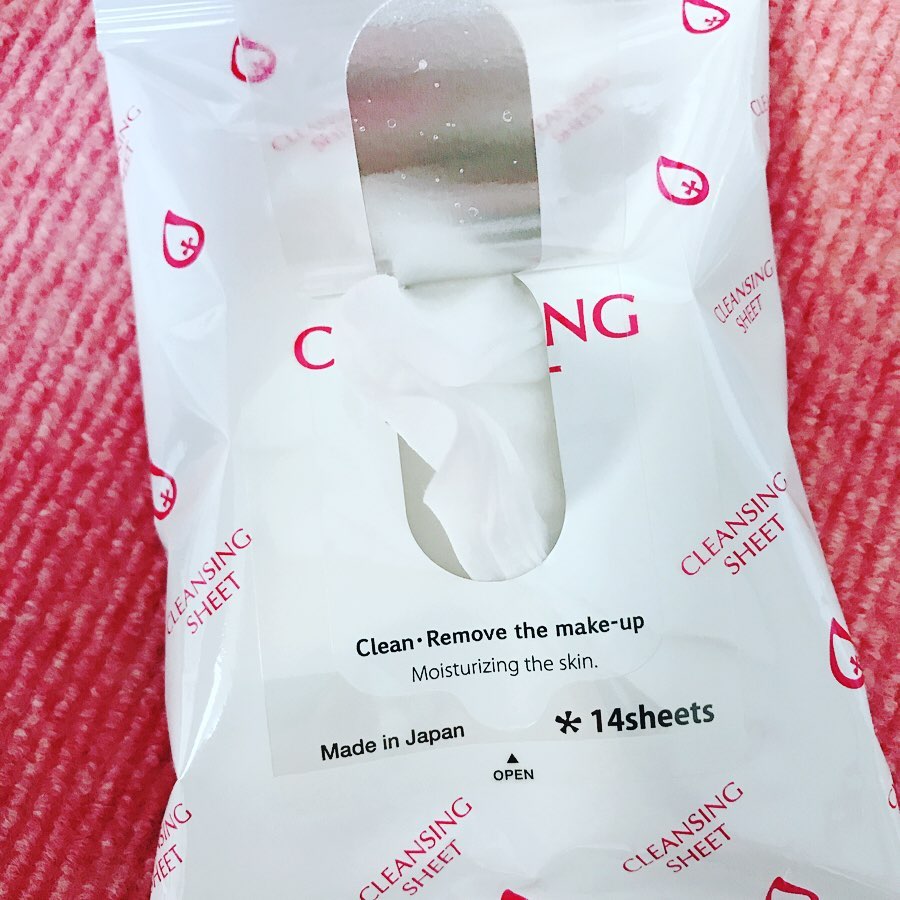 CLEANSING
SHEET
C NG
CLEANSING
SHEET
CLEANSING
SHEET
CLEANSING
SHEET
Clean・Remove the make-up
Moisturizing the skin.
Made in Japan
* 14sheets
▲
OPEN
CLEANSING
SHEET
CLEANSING
SHEET